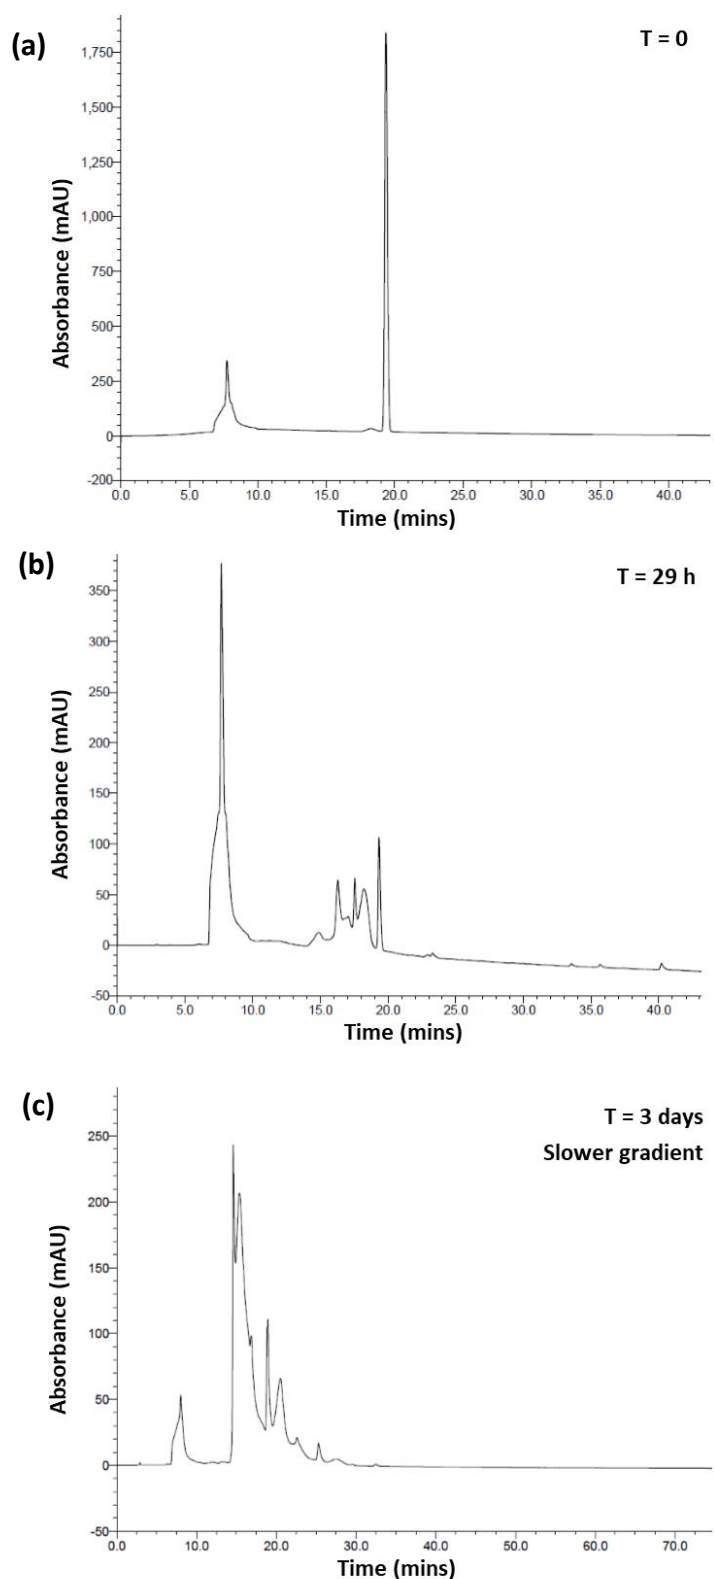 (a)
T = 0
Absorbance (mAU)
1,750
1,500
1,250
1,000
750
500
250
0
-200
0.0 5.0 10.0 15.0 20.0 25.0 30.0 35.0 40.0
Time (mins)
(b)
T = 29 h
Absorbance (mAU)
350
300
250
200
150
100
50
0
-50
0.0 5.0 10.0 15.0 20.0 25.0 30.0 35.0 40.0
Time (mins)
(c)
T = 3 days
Slower gradient
Absorbance (mAU)
250
200
150
100
50
0
-50
0.0 10.0 20.0 30.0 40.0 50.0 60.0 70.0
Time (mins)